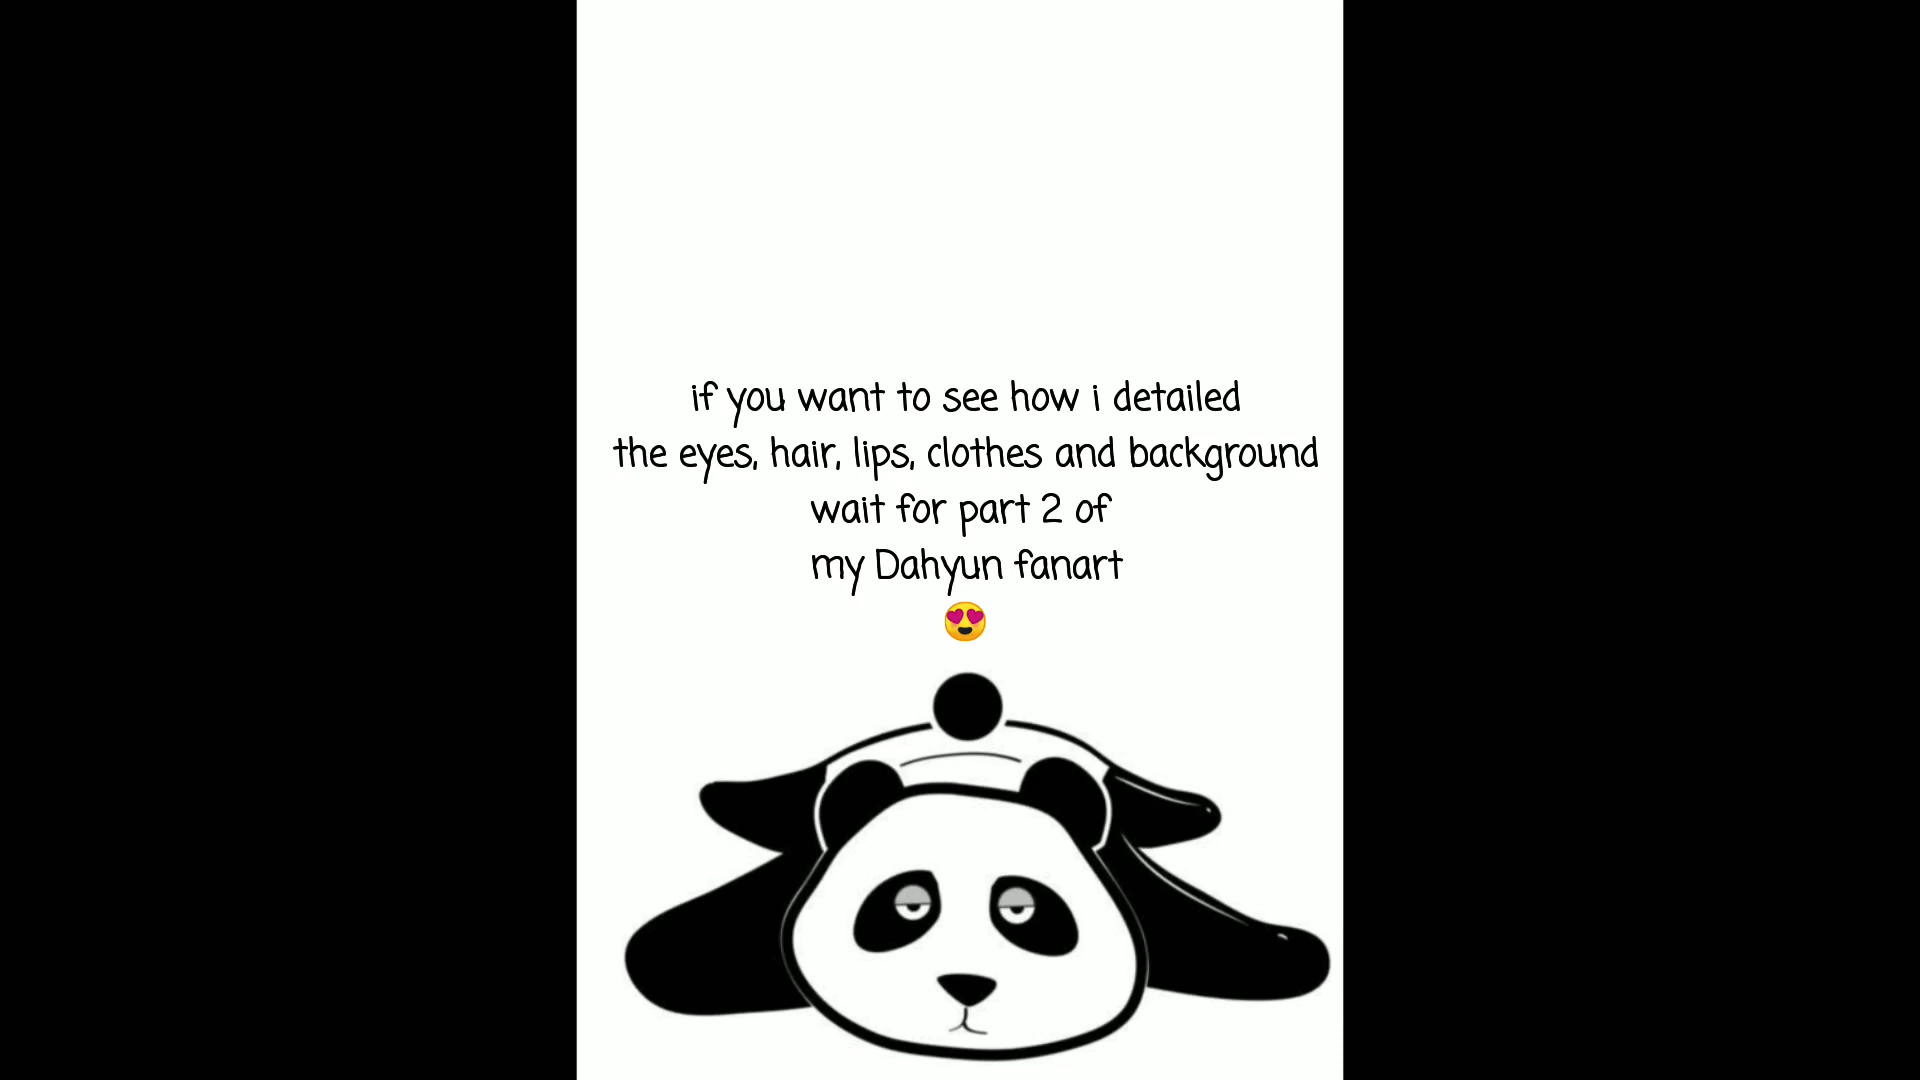 if you want to see how i detailed
the eyes, hair, lips, clothes and background
wait for part 2 of
my Dahyun fanart
😍